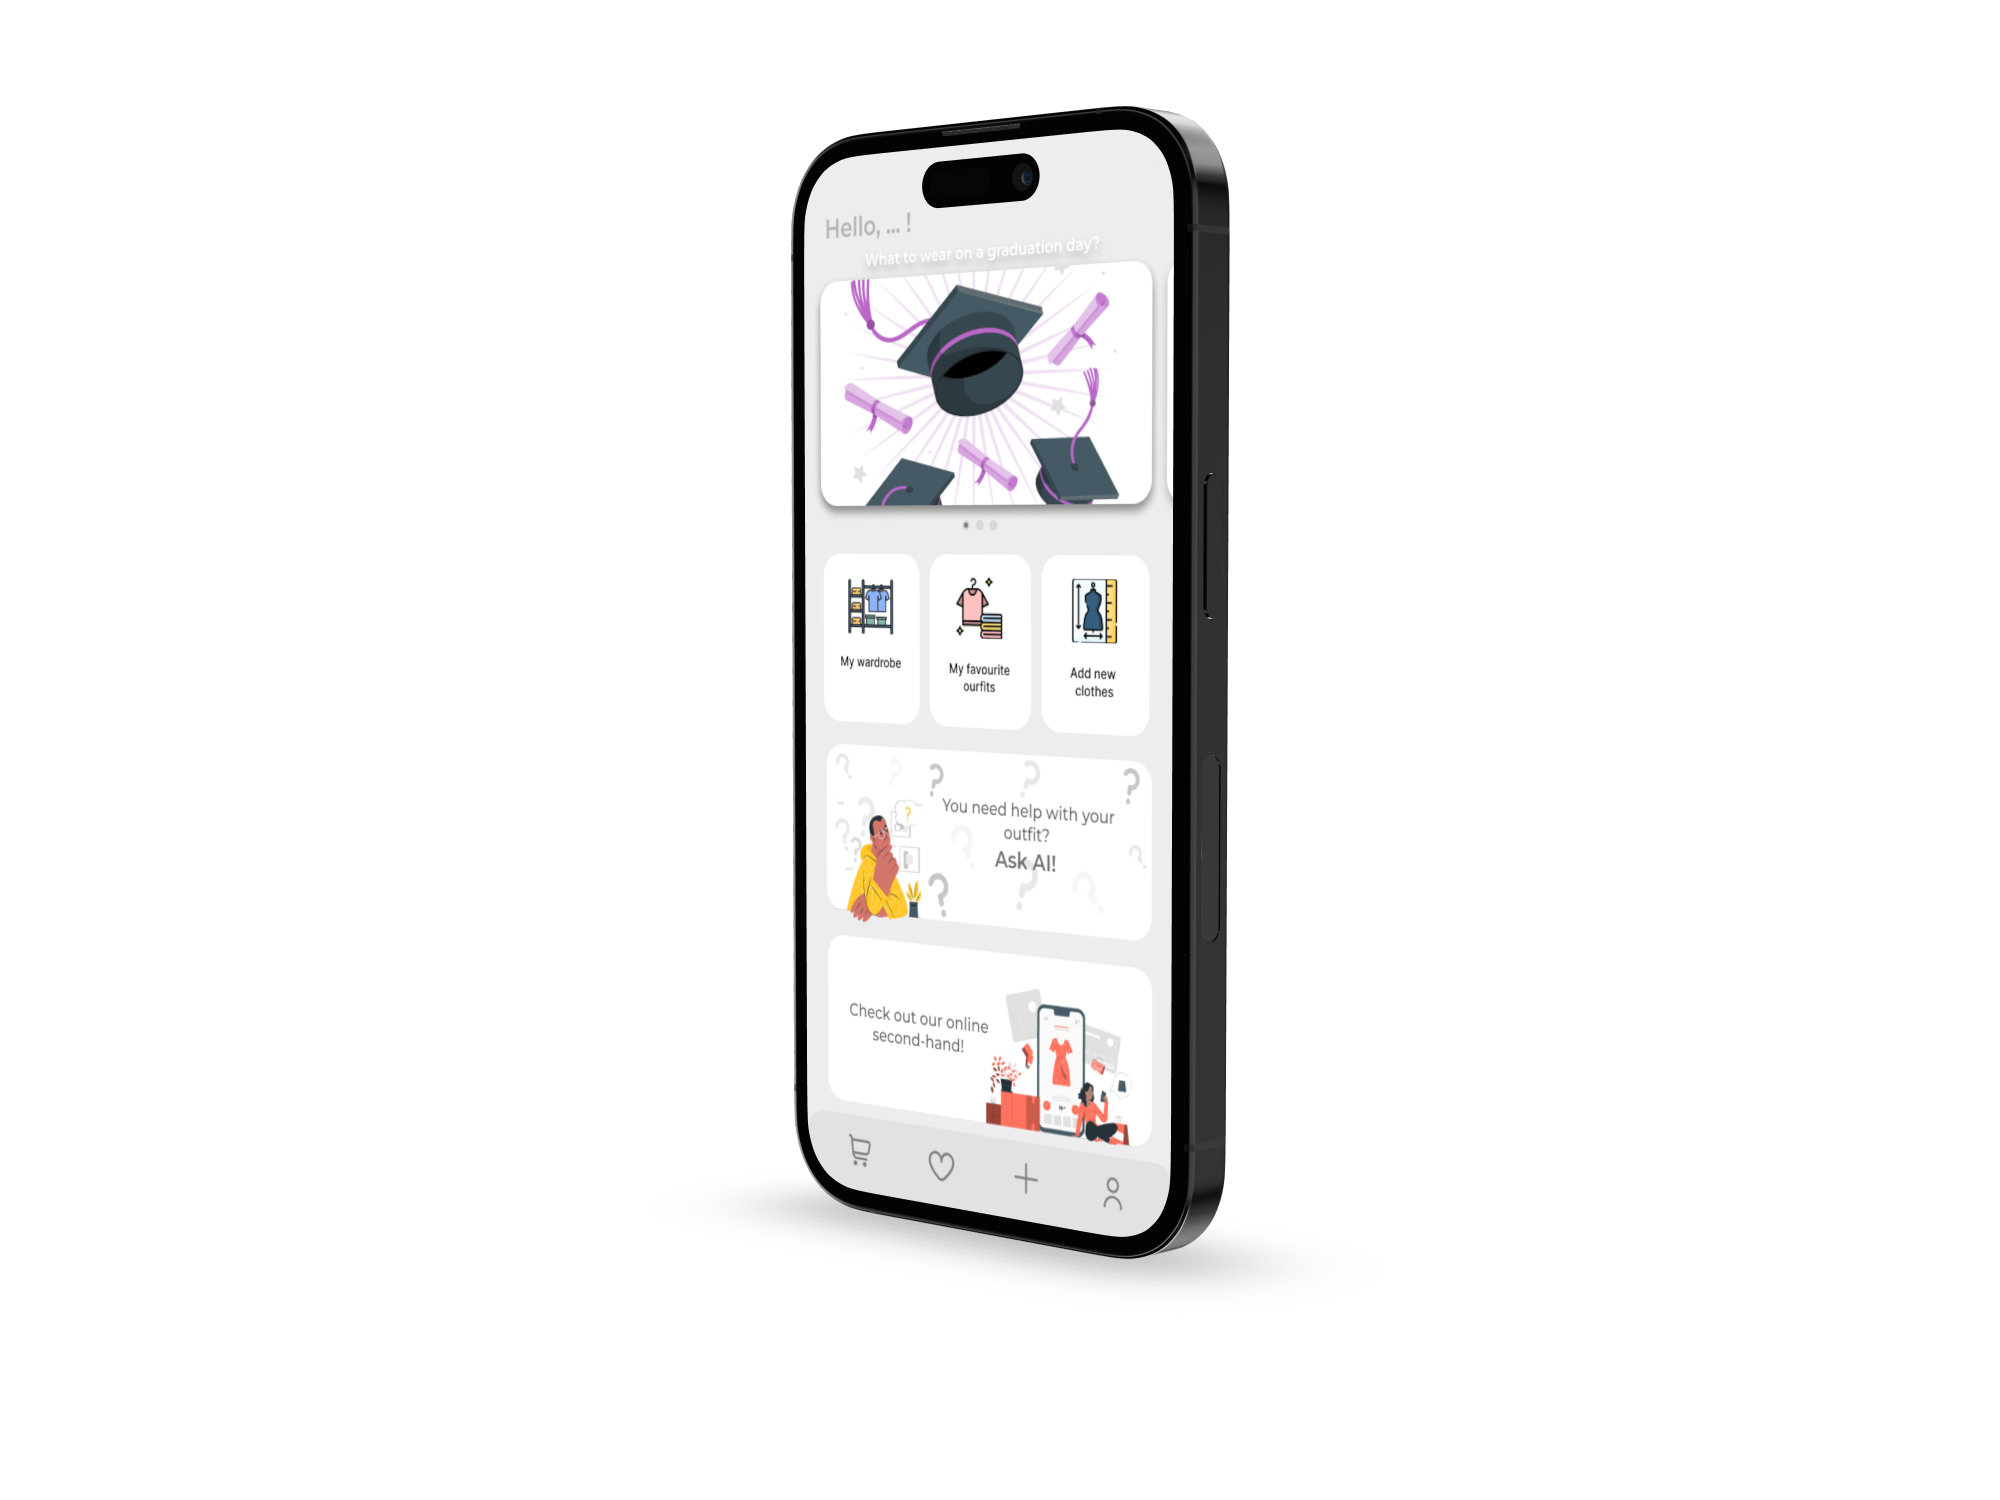 Hello, ... !
What to wear on a graduation day?
My wardrobe
My favourite
ourfits
Add new
clothes
You need help with your
outfit?
Ask AI!
Check out our online
second-hand!